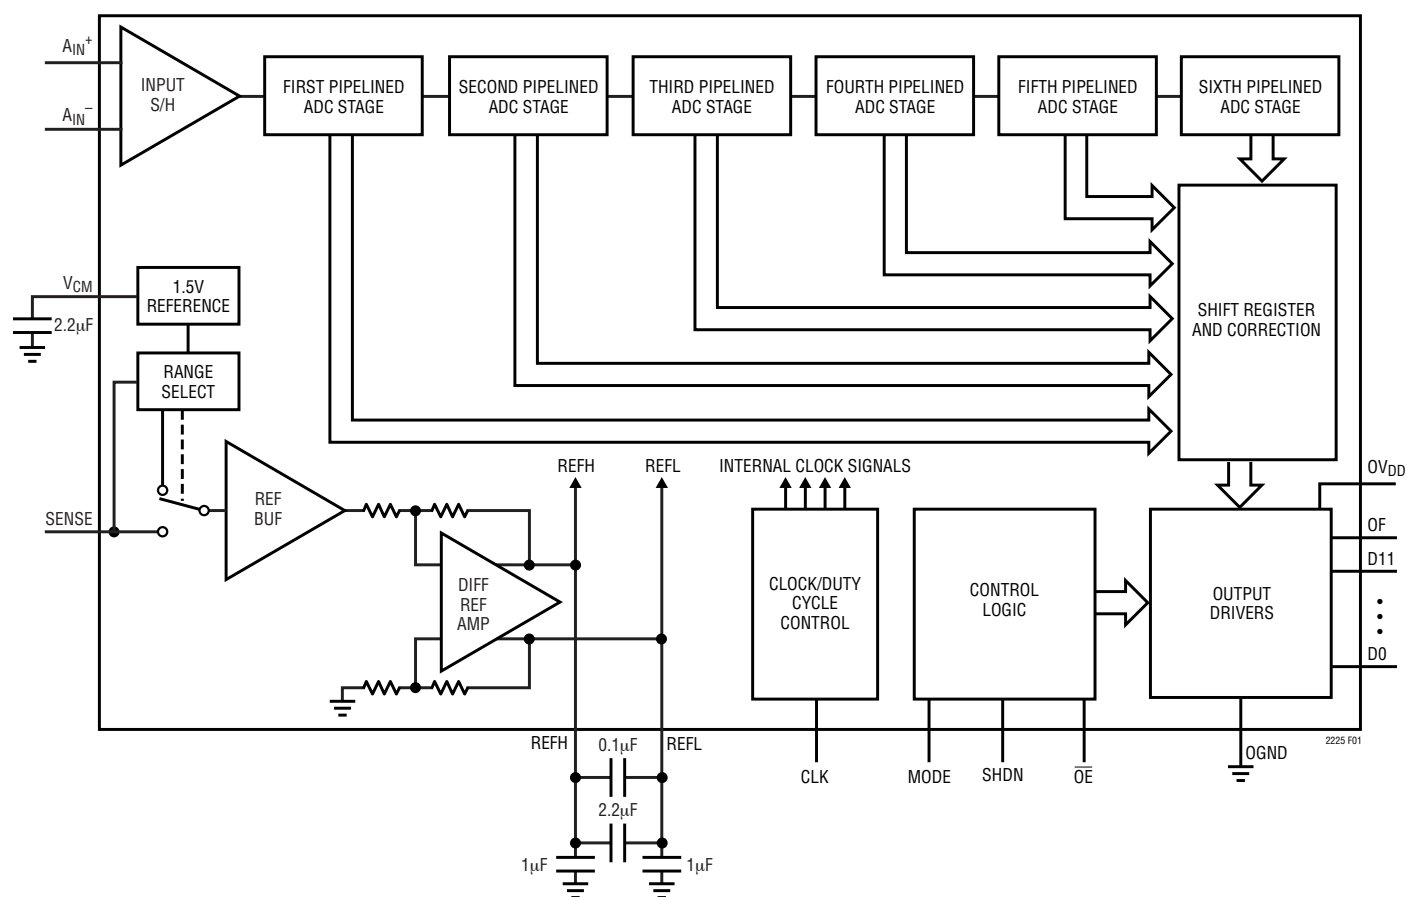 AIN+
INPUT
S/H
AIN–
FIRST PIPELINED
ADC STAGE
SECOND PIPELINED
ADC STAGE
THIRD PIPELINED
ADC STAGE
FOURTH PIPELINED
ADC STAGE
FIFTH PIPELINED
ADC STAGE
SIXTH PIPELINED
ADC STAGE
SHIFT REGISTER
AND CORRECTION
VCM
2.2µF
1.5V
REFERENCE
RANGE
SELECT
SENSE
REF
BUF
DIFF
REF
AMP
REFH
REFL
INTERNAL CLOCK SIGNALS
CLOCK/DUTY
CYCLE
CONTROL
CONTROL
LOGIC
OUTPUT
DRIVERS
OVDD
OF
D11
•
•
•
D0
REFH
0.1µF
REFL
2.2µF
1µF
1µF
CLK
MODE
SHDN
O̅E̅
OGND
2225 F01